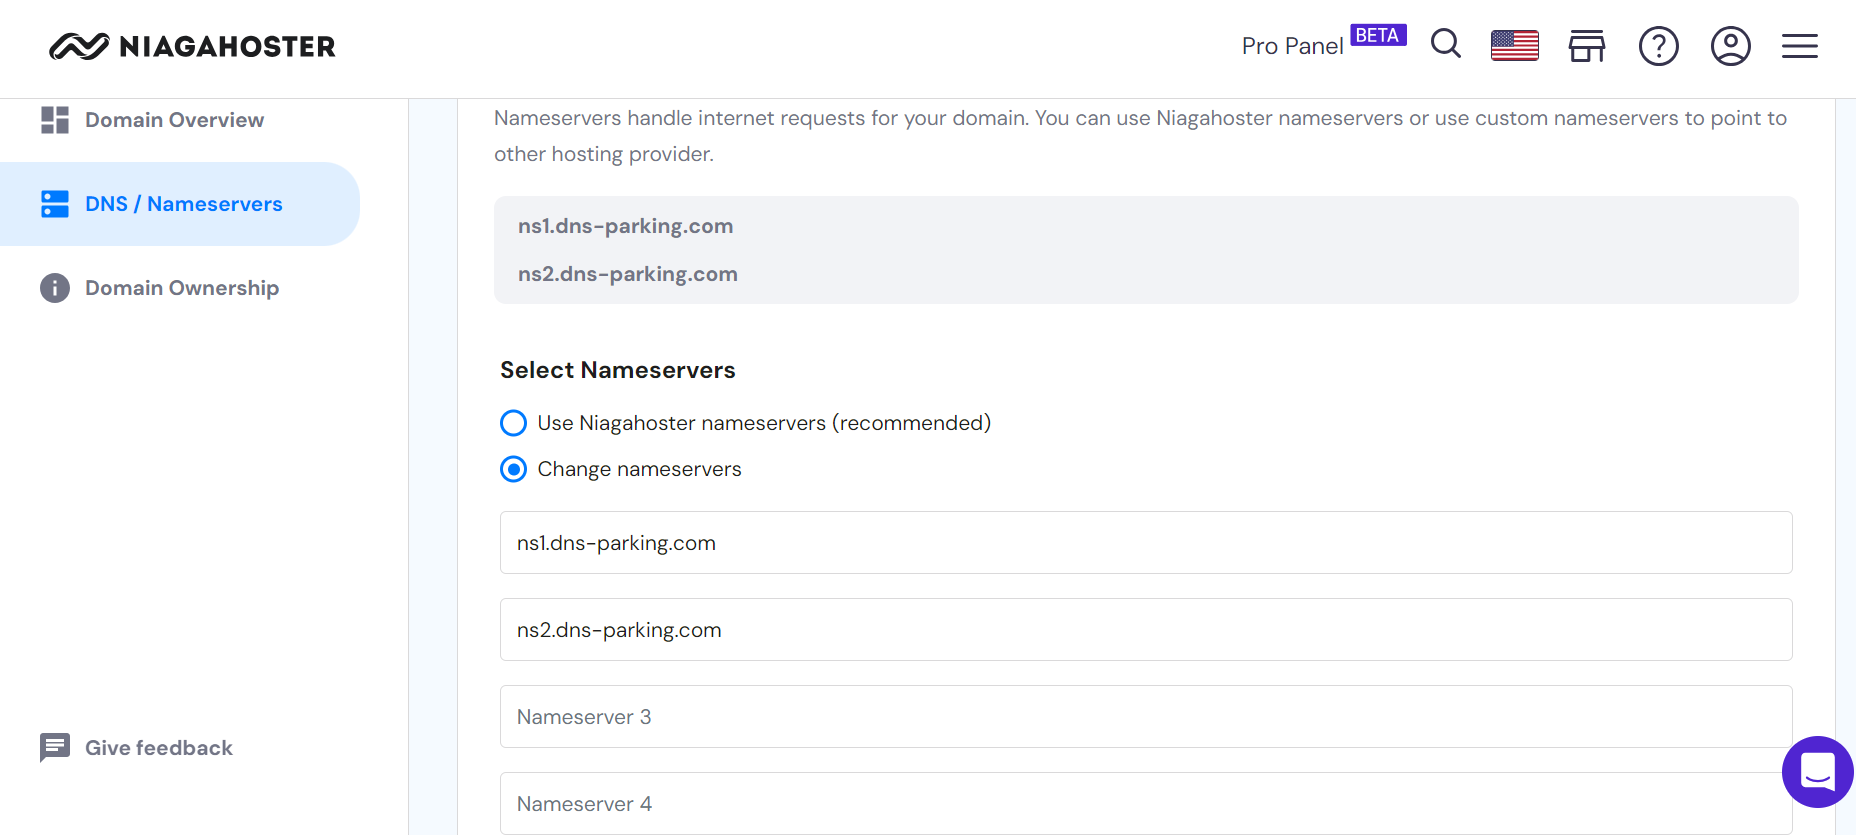 NIAGAHOSTER
Pro Panel BETA
Domain Overview
DNS / Nameservers
Domain Ownership
Give feedback
Nameservers handle internet requests for your domain. You can use Niagahoster nameservers or use custom nameservers to point to
other hosting provider.
ns1.dns-parking.com
ns2.dns-parking.com
Select Nameservers
Use Niagahoster nameservers (recommended)
Change nameservers
ns1.dns-parking.com
ns2.dns-parking.com
Nameserver 3
Nameserver 4